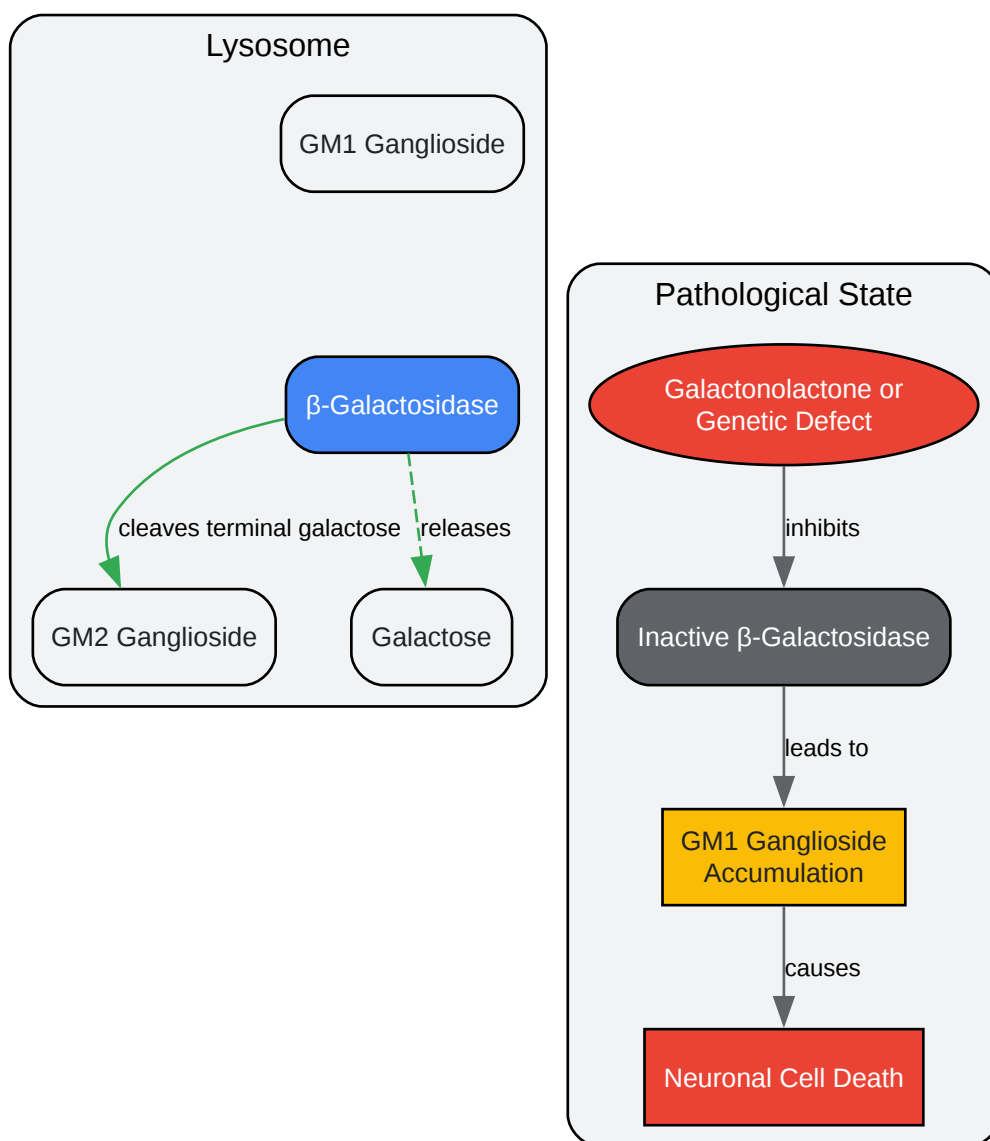 Lysosome
GM1 Ganglioside
β-Galactosidase
cleaves terminal galactose
releases
GM2 Ganglioside
Galactose
Pathological State
Galactonolactone or
Genetic Defect
inhibits
Inactive β-Galactosidase
leads to
GM1 Ganglioside
Accumulation
causes
Neuronal Cell Death